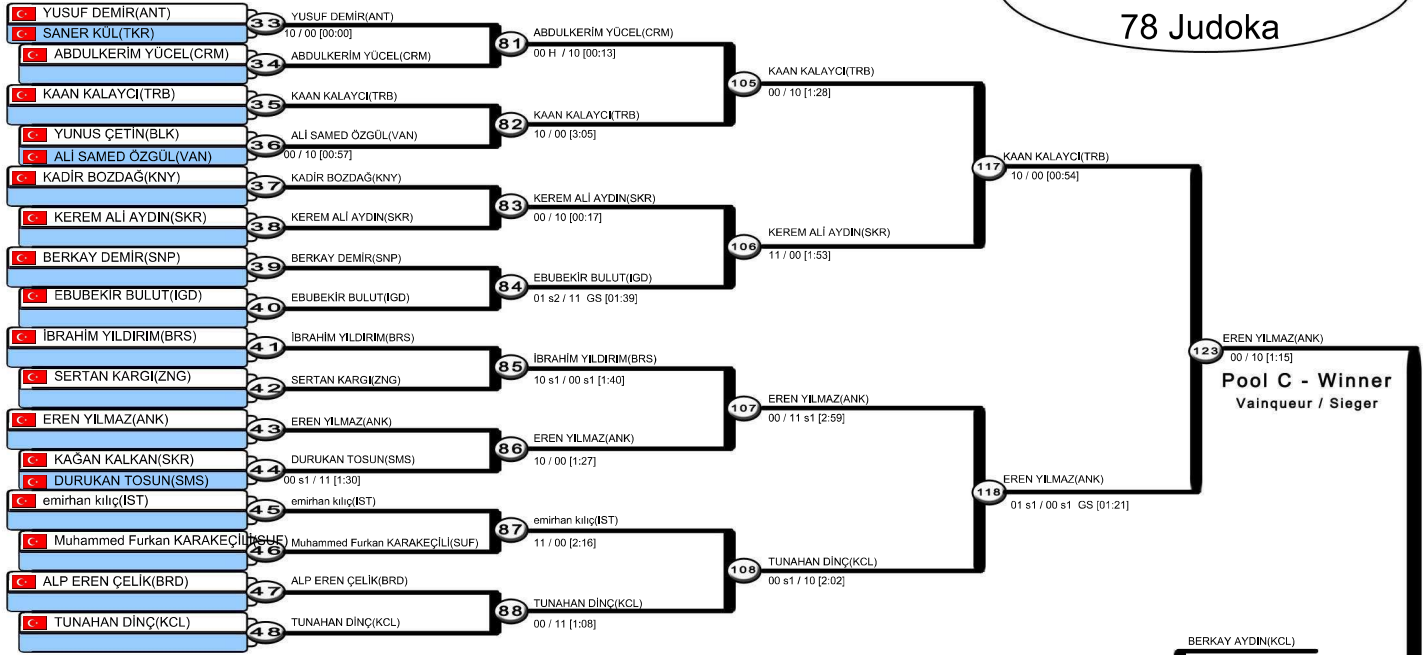 78 Judoka
YUSUF DEMİR(ANT)
SANER KÜL(TKR)
33
YUSUF DEMİR(ANT)
10 / 00 [00:00]
ABDULKERİM YÜCEL(CRM)
34
ABDULKERİM YÜCEL(CRM)
81
ABDULKERİM YÜCEL(CRM)
00 H / 10 [00:13]
KAAN KALAYCI(TRB)
35
KAAN KALAYCI(TRB)
YUNUS ÇETİN(BLK)
ALİ SAMED ÖZGÜL(VAN)
36
ALİ SAMED ÖZGÜL(VAN)
00 / 10 [00:57]
82
KAAN KALAYCI(TRB)
10 / 00 [3:05]
105
KAAN KALAYCI(TRB)
00 / 10 [1:28]
KADİR BOZDAĞ(KNY)
37
KADİR BOZDAĞ(KNY)
KEREM ALİ AYDIN(SKR)
38
KEREM ALİ AYDIN(SKR)
83
KEREM ALİ AYDIN(SKR)
00 / 10 [00:17]
BERKAY DEMİR(SNP)
39
BERKAY DEMİR(SNP)
EBUBEKİR BULUT(IGD)
40
EBUBEKİR BULUT(IGD)
84
EBUBEKİR BULUT(IGD)
01 s2 / 11 GS [01:39]
106
KEREM ALİ AYDIN(SKR)
11 / 00 [1:53]
117
KAAN KALAYCI(TRB)
10 / 00 [00:54]
İBRAHİM YILDIRIM(BRS)
41
İBRAHİM YILDIRIM(BRS)
SERTAN KARGI(ZNG)
42
SERTAN KARGI(ZNG)
85
İBRAHİM YILDIRIM(BRS)
10 s1 / 00 s1 [1:40]
EREN YILMAZ(ANK)
43
EREN YILMAZ(ANK)
KAĞAN KALKAN(SKR)
DURUKAN TOSUN(SMS)
44
DURUKAN TOSUN(SMS)
00 s1 / 11 [1:30]
86
EREN YILMAZ(ANK)
10 / 00 [1:27]
107
EREN YILMAZ(ANK)
00 / 11 s1 [2:59]
emirhan kılıç(IST)
45
emirhan kılıç(IST)
Muhammed Furkan KARAKEÇİLİ(SUF)
46
Muhammed Furkan KARAKEÇİLİ(SUF)
87
emirhan kılıç(IST)
11 / 00 [2:16]
ALP EREN ÇELİK(BRD)
47
ALP EREN ÇELİK(BRD)
TUNAHAN DİNÇ(KCL)
48
TUNAHAN DİNÇ(KCL)
88
TUNAHAN DİNÇ(KCL)
00 / 11 [1:08]
108
TUNAHAN DİNÇ(KCL)
00 s1 / 10 [2:02]
118
EREN YILMAZ(ANK)
01 s1 / 00 s1 GS [01:21]
123
EREN YILMAZ(ANK)
00 / 10 [1:15]
Pool C - Winner
Vainqueur / Sieger
BERKAY AYDIN(KCL)